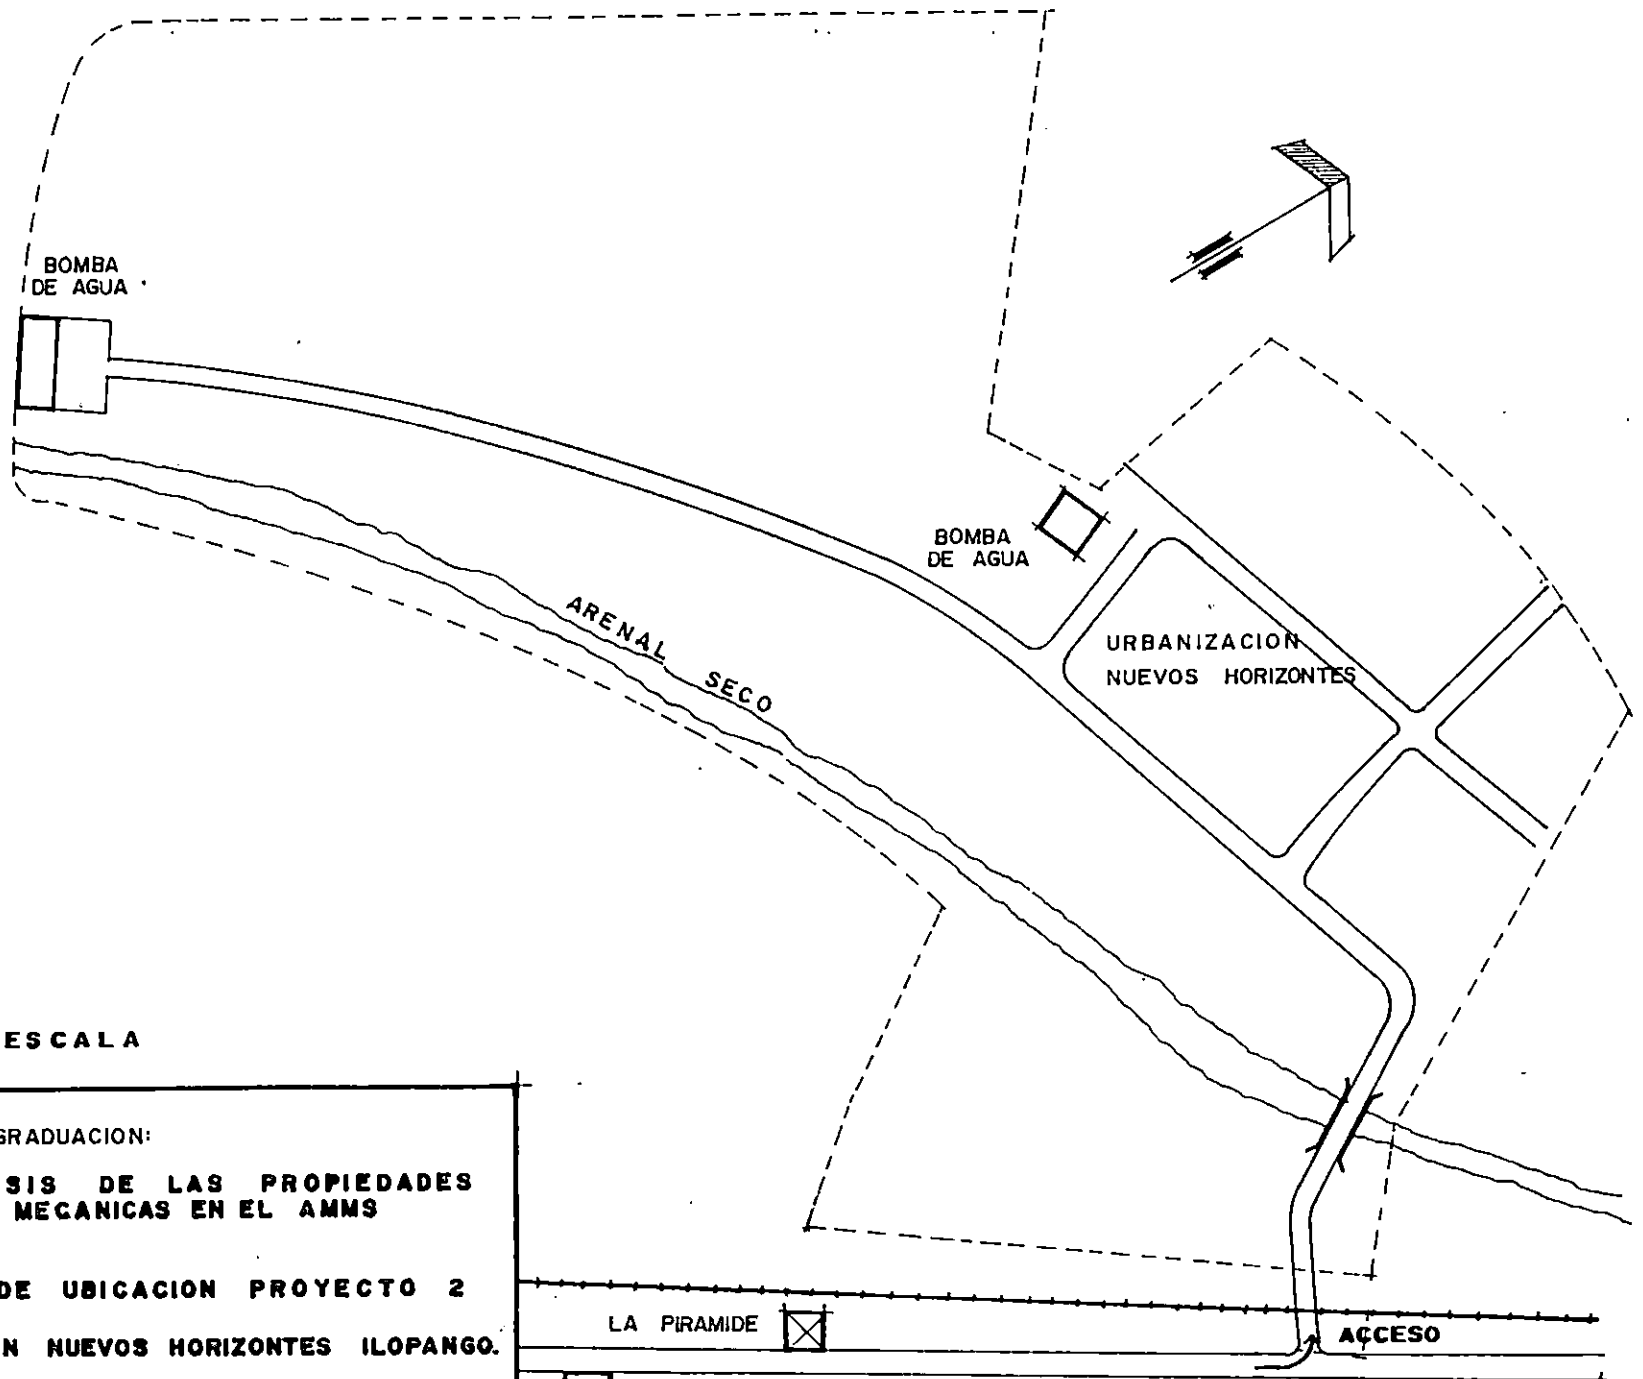 BOMBA
DE AGUA
BOMBA
DE AGUA
ARENAL SECO
URBANIZACION
NUEVOS HORIZONTES
ESCALA
GRADUACION:
SIS DE LAS PROPIEDADES
MECANICAS EN EL AMMS
DE UBICACION PROYECTO 2
N NUEVOS HORIZONTES ILOPANGO.
LA PIRAMIDE
ACCESO